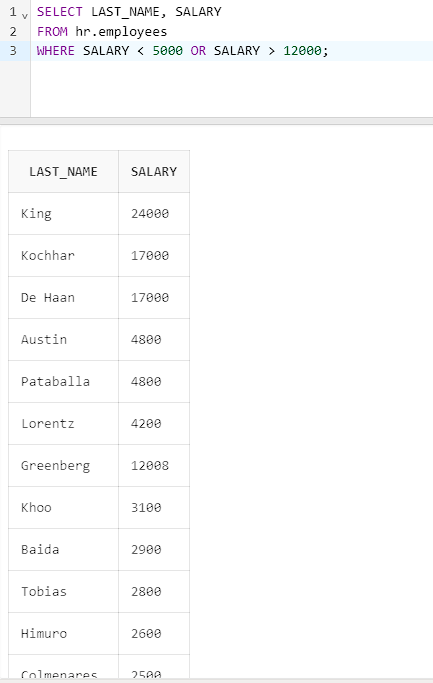 1 SELECT LAST_NAME, SALARY
2 FROM hr.employees
3 WHERE SALARY < 5000 OR SALARY > 12000;
LAST_NAME SALARY
King 24000
Kochhar 17000
De Haan 17000
Austin 4800
Pataballa 4800
Lorentz 4200
Greenberg 12008
Khoo 3100
Baida 2900
Tobias 2800
Himuro 2600
Colmenares 2500